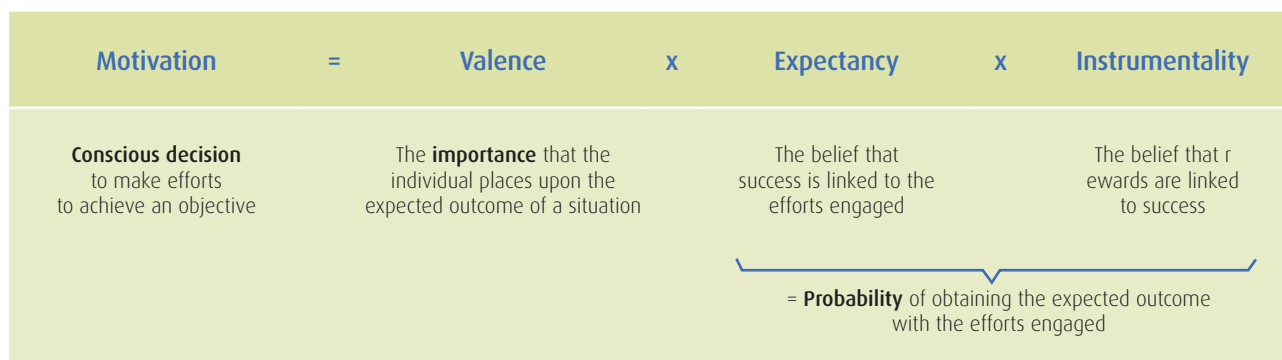 Motivation = Valence x Expectancy x Instrumentality
Conscious decision
to make efforts
to achieve an objective
The importance that the
individual places upon the
expected outcome of a situation
The belief that
success is linked to the
efforts engaged
The belief that r
ewards are linked
to success
= Probability of obtaining the expected outcome
with the efforts engaged